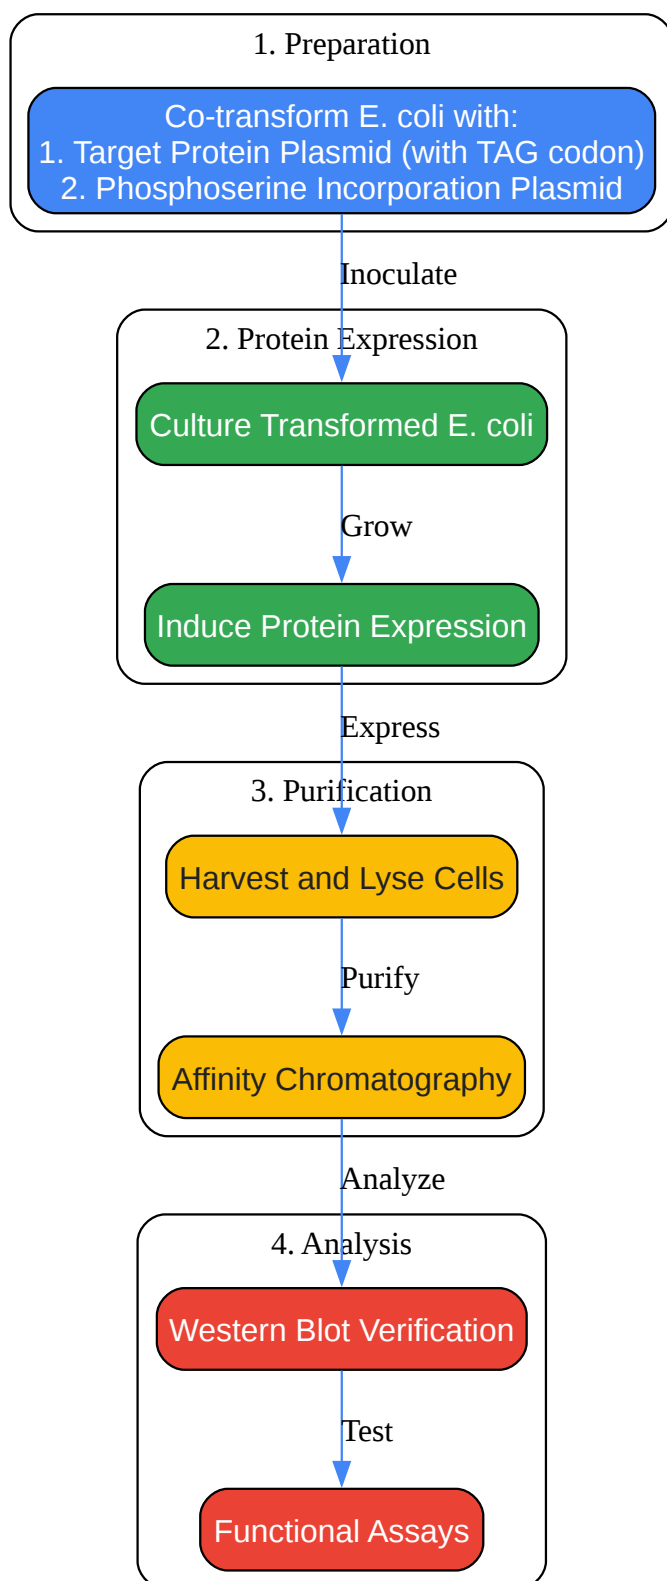 1. Preparation
Co-transform E. coli with:
1. Target Protein Plasmid (with TAG codon)
2. Phosphoserine Incorporation Plasmid
Inoculate
2. Protein Expression
Culture Transformed E. coli
Grow
Induce Protein Expression
Express
3. Purification
Harvest and Lyse Cells
Purify
Affinity Chromatography
Analyze
4. Analysis
Western Blot Verification
Test
Functional Assays